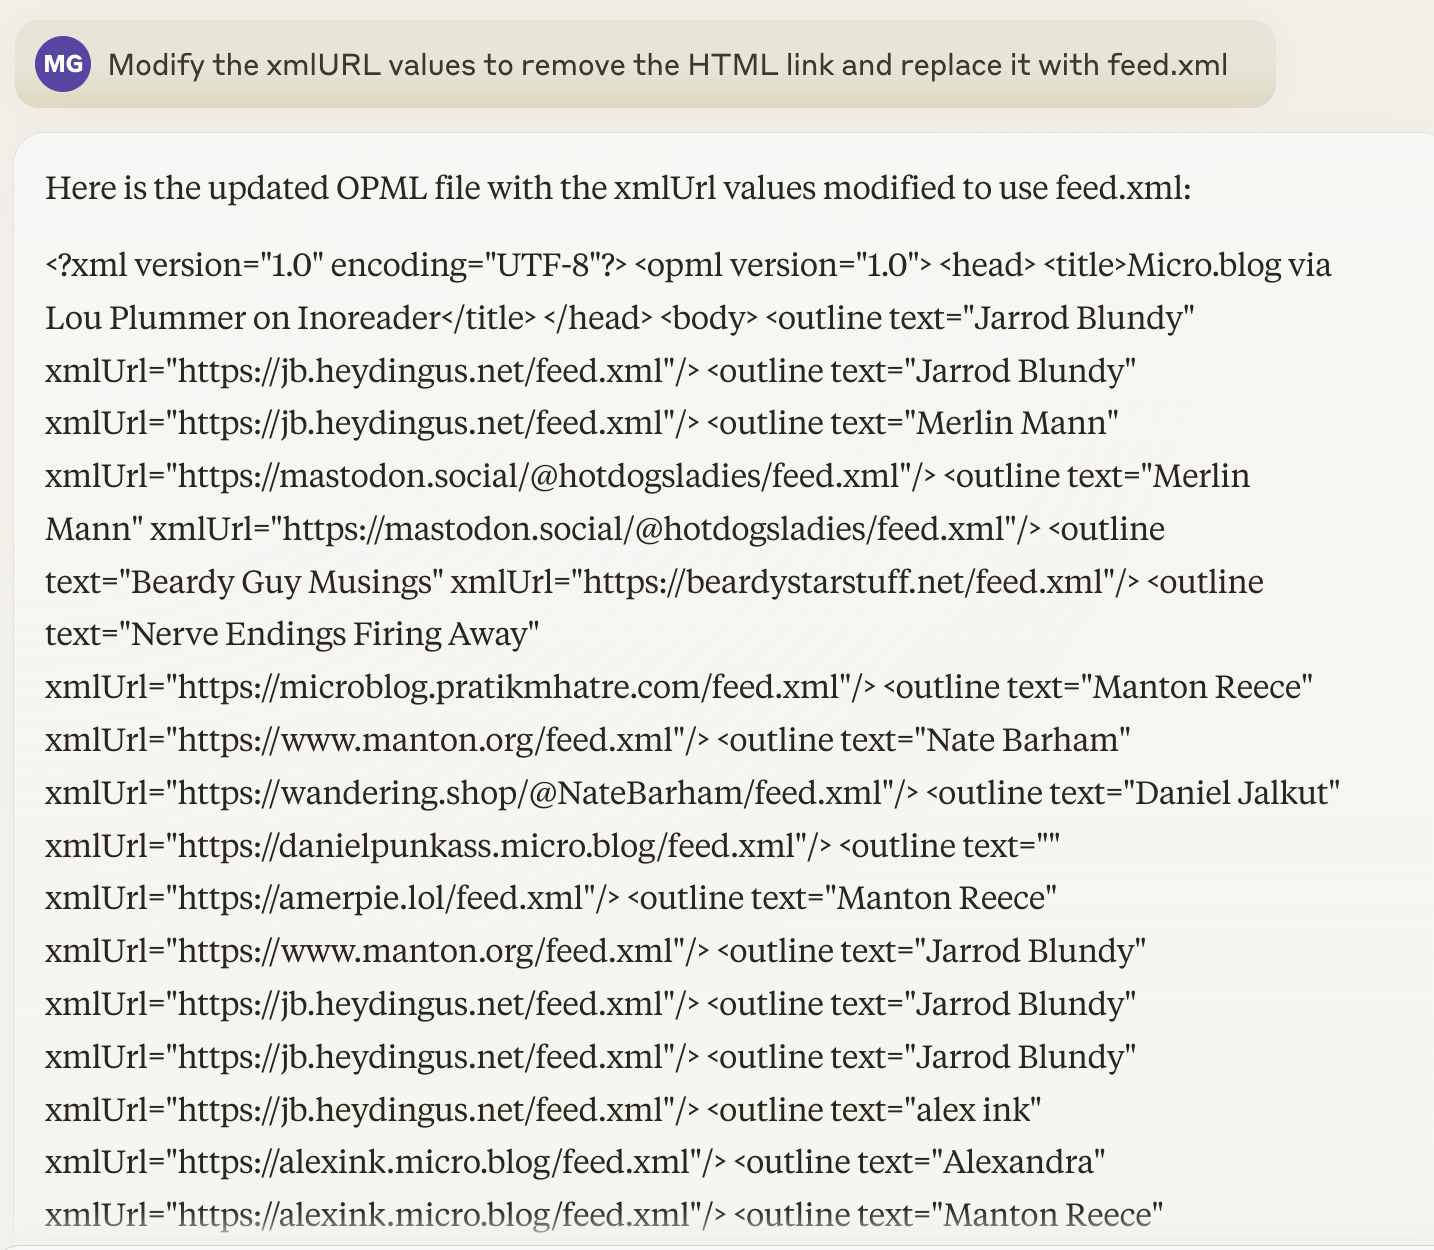 MG Modify the xmlURL values to remove the HTML link and replace it with feed.xml
Here is the updated OPML file with the xmlUrl values modified to use feed.xml:
<?xml version="1.0" encoding="UTF-8"?> <opml version="1.0"> <head> <title>Micro.blog via
Lou Plummer on Inoreader</title> </head> <body> <outline text="Jarrod Blundy"
xmlUrl="https://jb.heydingus.net/feed.xml"/> <outline text="Jarrod Blundy"
xmlUrl="https://jb.heydingus.net/feed.xml"/> <outline text="Merlin Mann"
xmlUrl="https://mastodon.social/@hotdogsladies/feed.xml"/> <outline text="Merlin
Mann" xmlUrl="https://mastodon.social/@hotdogsladies/feed.xml"/> <outline
text="Beardy Guy Musings" xmlUrl="https://beardystarstuff.net/feed.xml"/> <outline
text="Nerve Endings Firing Away"
xmlUrl="https://microblog.pratikmhatre.com/feed.xml"/> <outline text="Manton Reece"
xmlUrl="https://www.manton.org/feed.xml"/> <outline text="Nate Barham"
xmlUrl="https://wandering.shop/@NateBarham/feed.xml"/> <outline text="Daniel Jalkut"
xmlUrl="https://danielpunkass.micro.blog/feed.xml"/> <outline text=""
xmlUrl="https://amerpie.lol/feed.xml"/> <outline text="Manton Reece"
xmlUrl="https://www.manton.org/feed.xml"/> <outline text="Jarrod Blundy"
xmlUrl="https://jb.heydingus.net/feed.xml"/> <outline text="Jarrod Blundy"
xmlUrl="https://jb.heydingus.net/feed.xml"/> <outline text="Jarrod Blundy"
xmlUrl="https://jb.heydingus.net/feed.xml"/> <outline text="alex ink"
xmlUrl="https://alexink.micro.blog/feed.xml"/> <outline text="Alexandra"
xmlUrl="https://alexink.micro.blog/feed.xml"/> <outline text="Manton Reece"